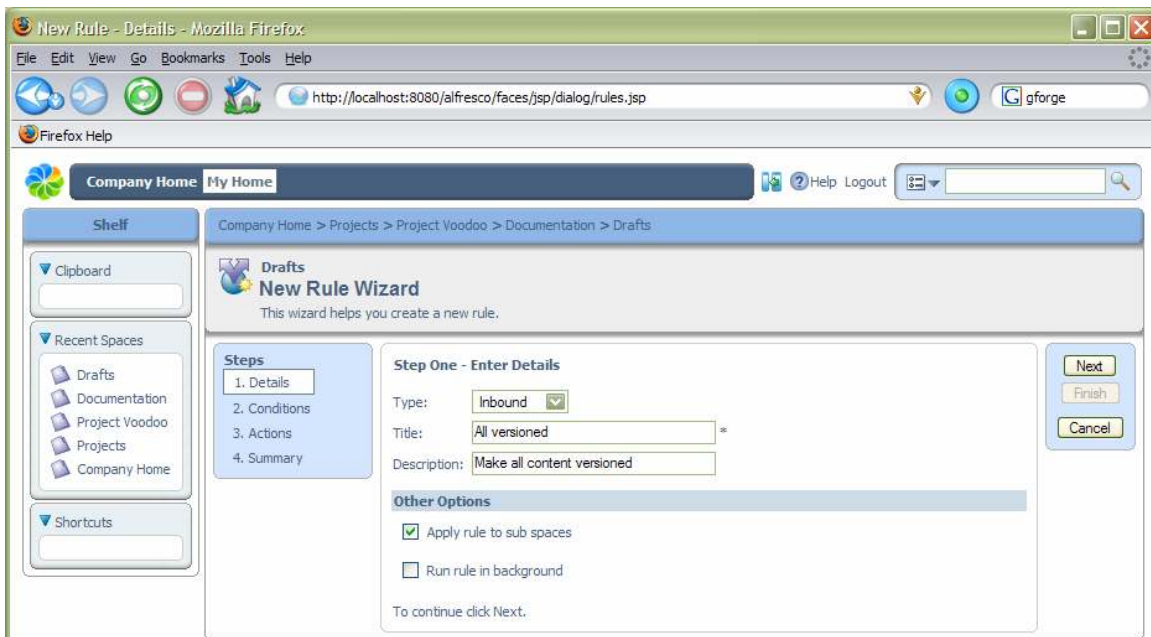 New Rule - Details - Mozilla Firefox
File Edit View Go Bookmarks Tools Help
http://localhost:8080/alfresco/faces/jsp/dialog/rules.jsp
G gforge
Firefox Help
Company Home My Home
? Help Logout
Shelf
Company Home > Projects > Project Voodoo > Documentation > Drafts
Clipboard
Recent Spaces
Drafts
Documentation
Project Voodoo
Projects
Company Home
Shortcuts
Drafts
New Rule Wizard
This wizard helps you create a new rule.
Steps
1. Details
2. Conditions
3. Actions
4. Summary
Step One - Enter Details
Type: Inbound
Title: All versioned *
Description: Make all content versioned
Other Options
Apply rule to sub spaces
Run rule in background
To continue click Next.
Next
Finish
Cancel